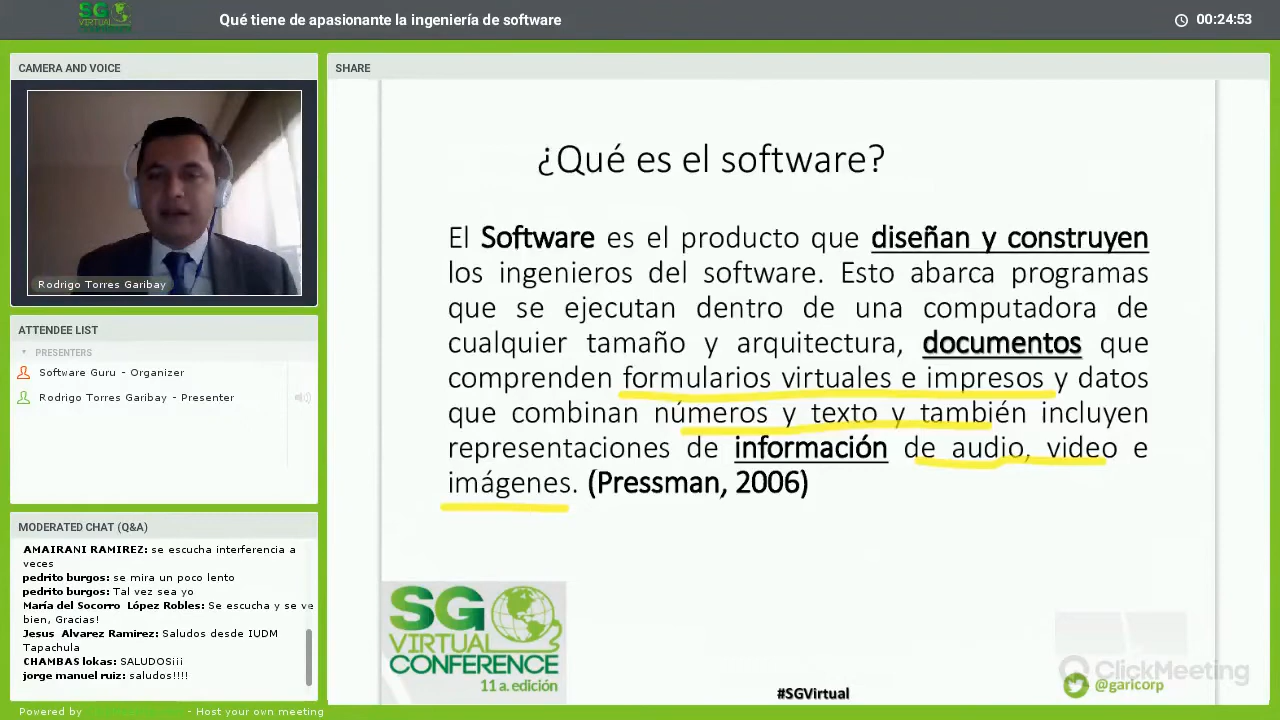 SG
VIRTUAL
CONFERENCE
Qué tiene de apasionante la ingeniería de software
00:24:53
CAMERA AND VOICE
Rodrigo Torres Garibay
ATTENDEE LIST
PRESENTERS
Software Guru - Organizer
Rodrigo Torres Garibay - Presenter
MODERATED CHAT (Q&A)
AMAIRANI RAMIREZ: se escucha interferencia a
veces
pedrito burgos: se mira un poco lento
pedrito burgos: Tal vez sea yo
María del Socorro López Robles: Se escucha y se ve
bien, Gracias!
Jesus Alvarez Ramirez: Saludos desde IUDM
Tapachula
CHAMBAS lokas: SALUDOS¡¡¡
jorge manuel ruiz: saludos!!!!
Powered by - Host your own meeting
SHARE
¿Qué es el software?
El Software es el producto que diseñan y construyen
los ingenieros del software. Esto abarca programas
que se ejecutan dentro de una computadora de
cualquier tamaño y arquitectura, documentos que
comprenden formularios virtuales e impresos y datos
que combinan números y texto y también incluyen
representaciones de información de audio, video e
imágenes. (Pressman, 2006)
SG
VIRTUAL
CONFERENCE
11 a. edición
#SGVirtual
ClickMeeting
@garicorp